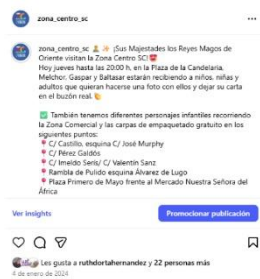 zona_centro_sc
zona_centro_sc ¡Sus Majestades los Reyes Magos de
Oriente visitan la Zona Centro SC!
Hoy jueves hasta las 20:00 h, en la Plaza de la Candelaria,
Melchor, Gaspar y Baltasar estarán recibiendo a niños, niñas y
adultos que quieran hacerse una foto con ellos y dejar su carta
en el buzón real.
También tenemos diferentes personajes infantiles recorriendo
la Zona Comercial y las carpas de empaquetado gratuito en los
siguientes puntos:
C/ Castillo, esquina C/ José Murphy
C/ Pérez Galdós
C/ Imeldo Serís/ C/ Valentín Sanz
Rambla de Pulido esquina Álvarez de Lugo
Plaza Primero de Mayo frente al Mercado Nuestra Señora del
África
Ver insights
Promocionar publicación
Les gusta a ruthdortahernandez y 22 personas más
4 de enero de 2024